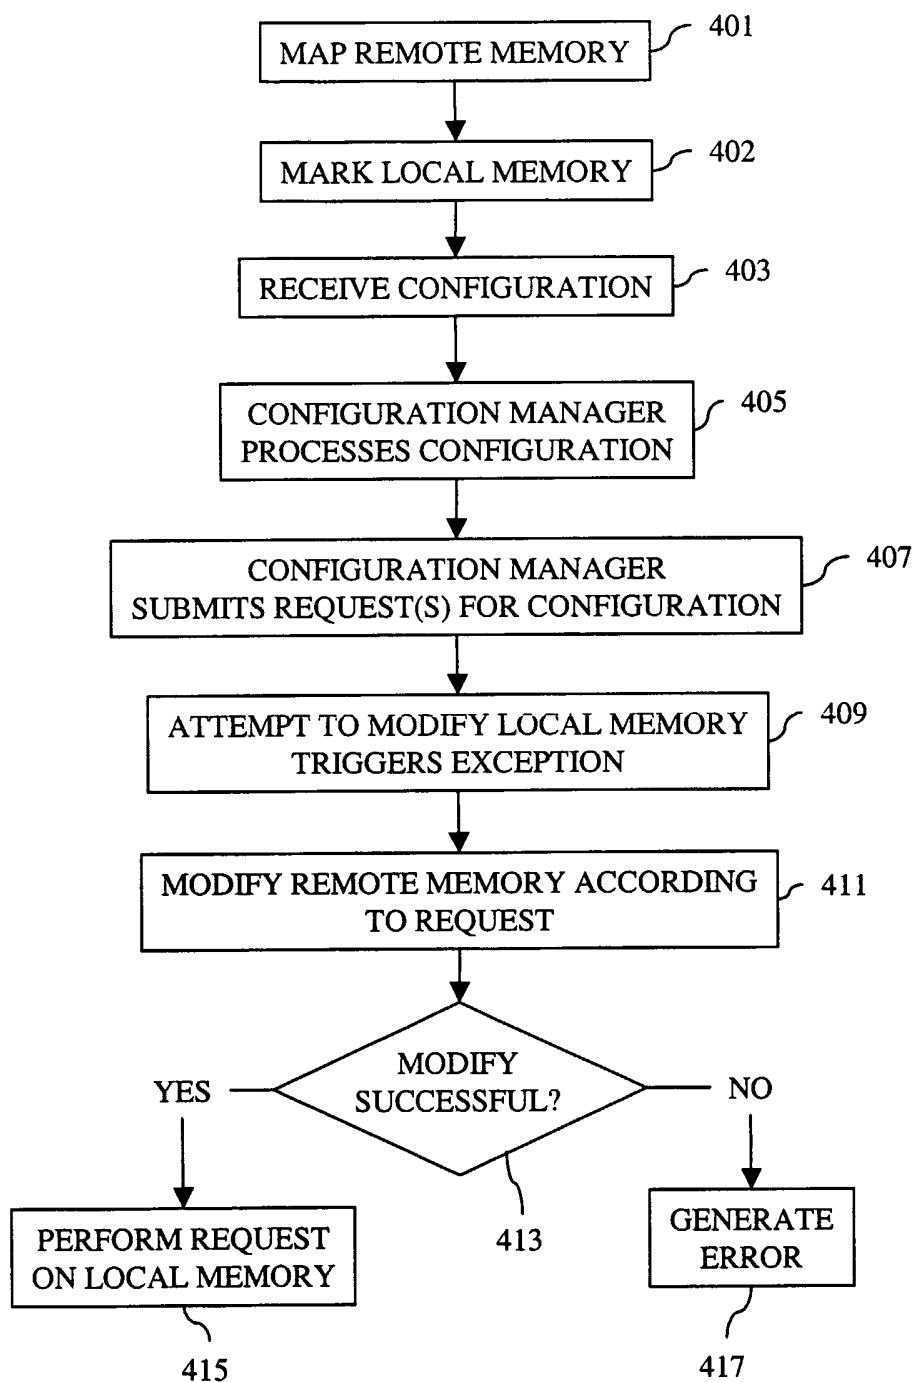 MAP REMOTE MEMORY
401
MARK LOCAL MEMORY
402
RECEIVE CONFIGURATION
403
CONFIGURATION MANAGER
PROCESSES CONFIGURATION
405
CONFIGURATION MANAGER
SUBMITS REQUEST(S) FOR CONFIGURATION
407
ATTEMPT TO MODIFY LOCAL MEMORY
TRIGGERS EXCEPTION
409
MODIFY REMOTE MEMORY ACCORDING
TO REQUEST
411
MODIFY
SUCCESSFUL?
413
YES
NO
PERFORM REQUEST
ON LOCAL MEMORY
415
GENERATE
ERROR
417